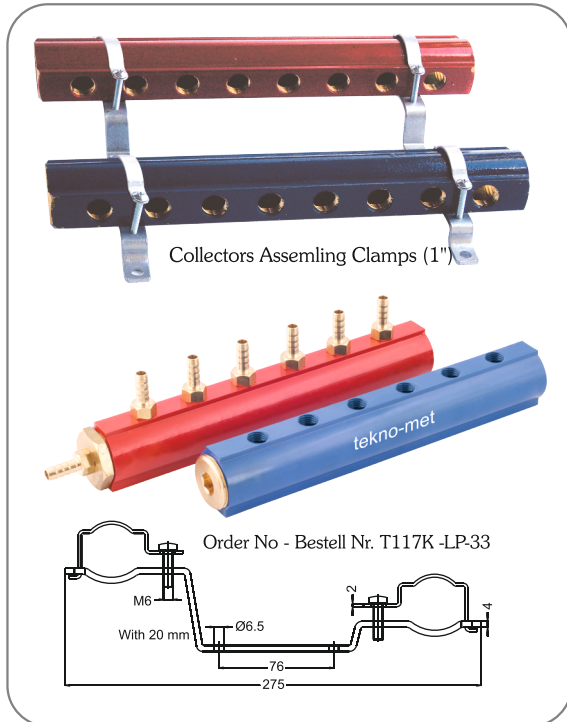 Collectors Assemling Clamps (1")
tekno-met
Order No - Bestell Nr. T117K -LP-33
M6
2
4
With 20 mm
Ø6.5
76
275